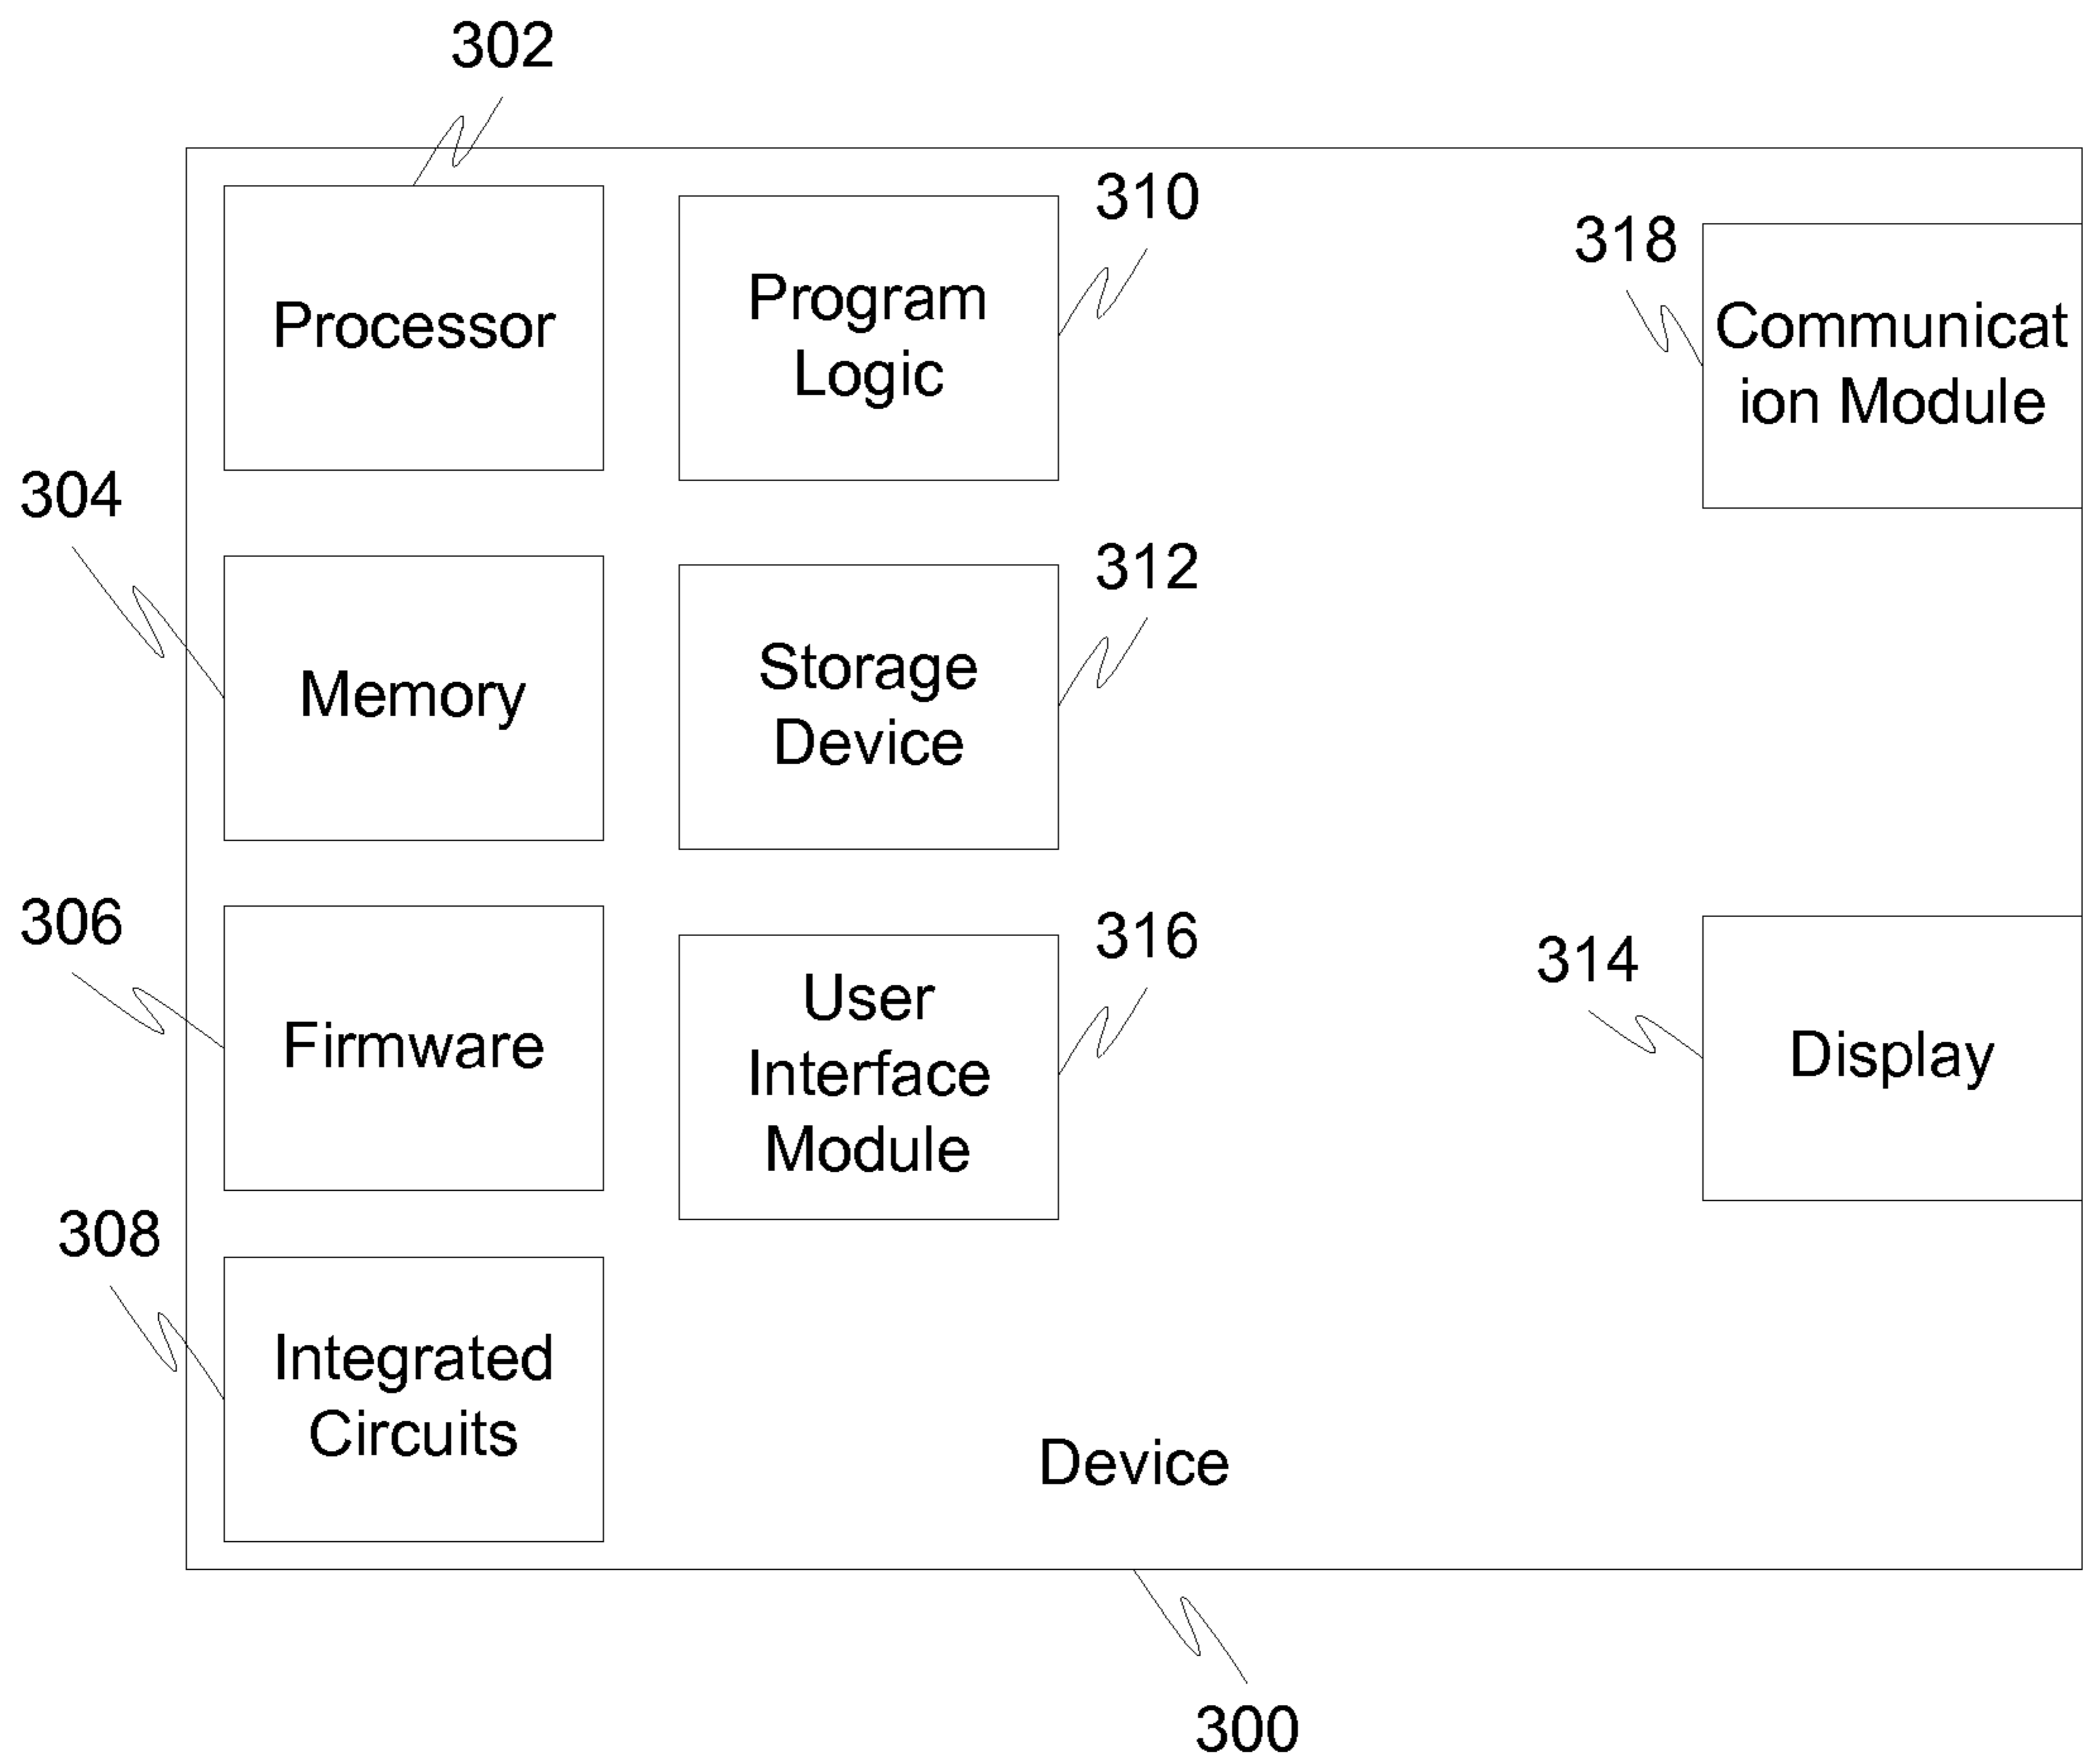 302
310
318
Processor
Program
Logic
Communicat
ion Module
304
312
Memory
Storage
Device
306
316
314
Firmware
User
Interface
Module
Display
308
Integrated
Circuits
Device
300